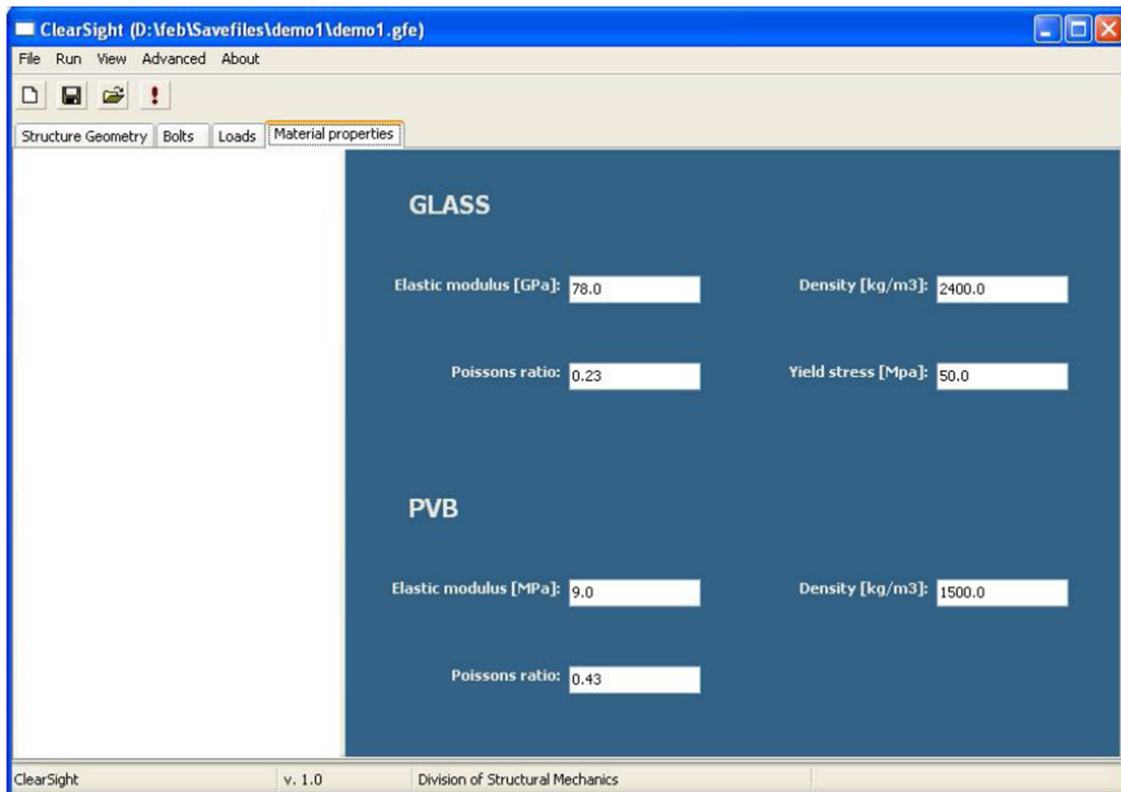 ClearSight (D:\feb\Savefiles\demo1\demo1.gfe)
File Run View Advanced About
Structure Geometry Bolts Loads Material properties
GLASS
Elastic modulus [GPa]: 78.0 Density [kg/m3]: 2400.0
Poissons ratio: 0.23 Yield stress [Mpa]: 50.0
PVB
Elastic modulus [MPa]: 9.0 Density [kg/m3]: 1500.0
Poissons ratio: 0.43
ClearSight v. 1.0 Division of Structural Mechanics